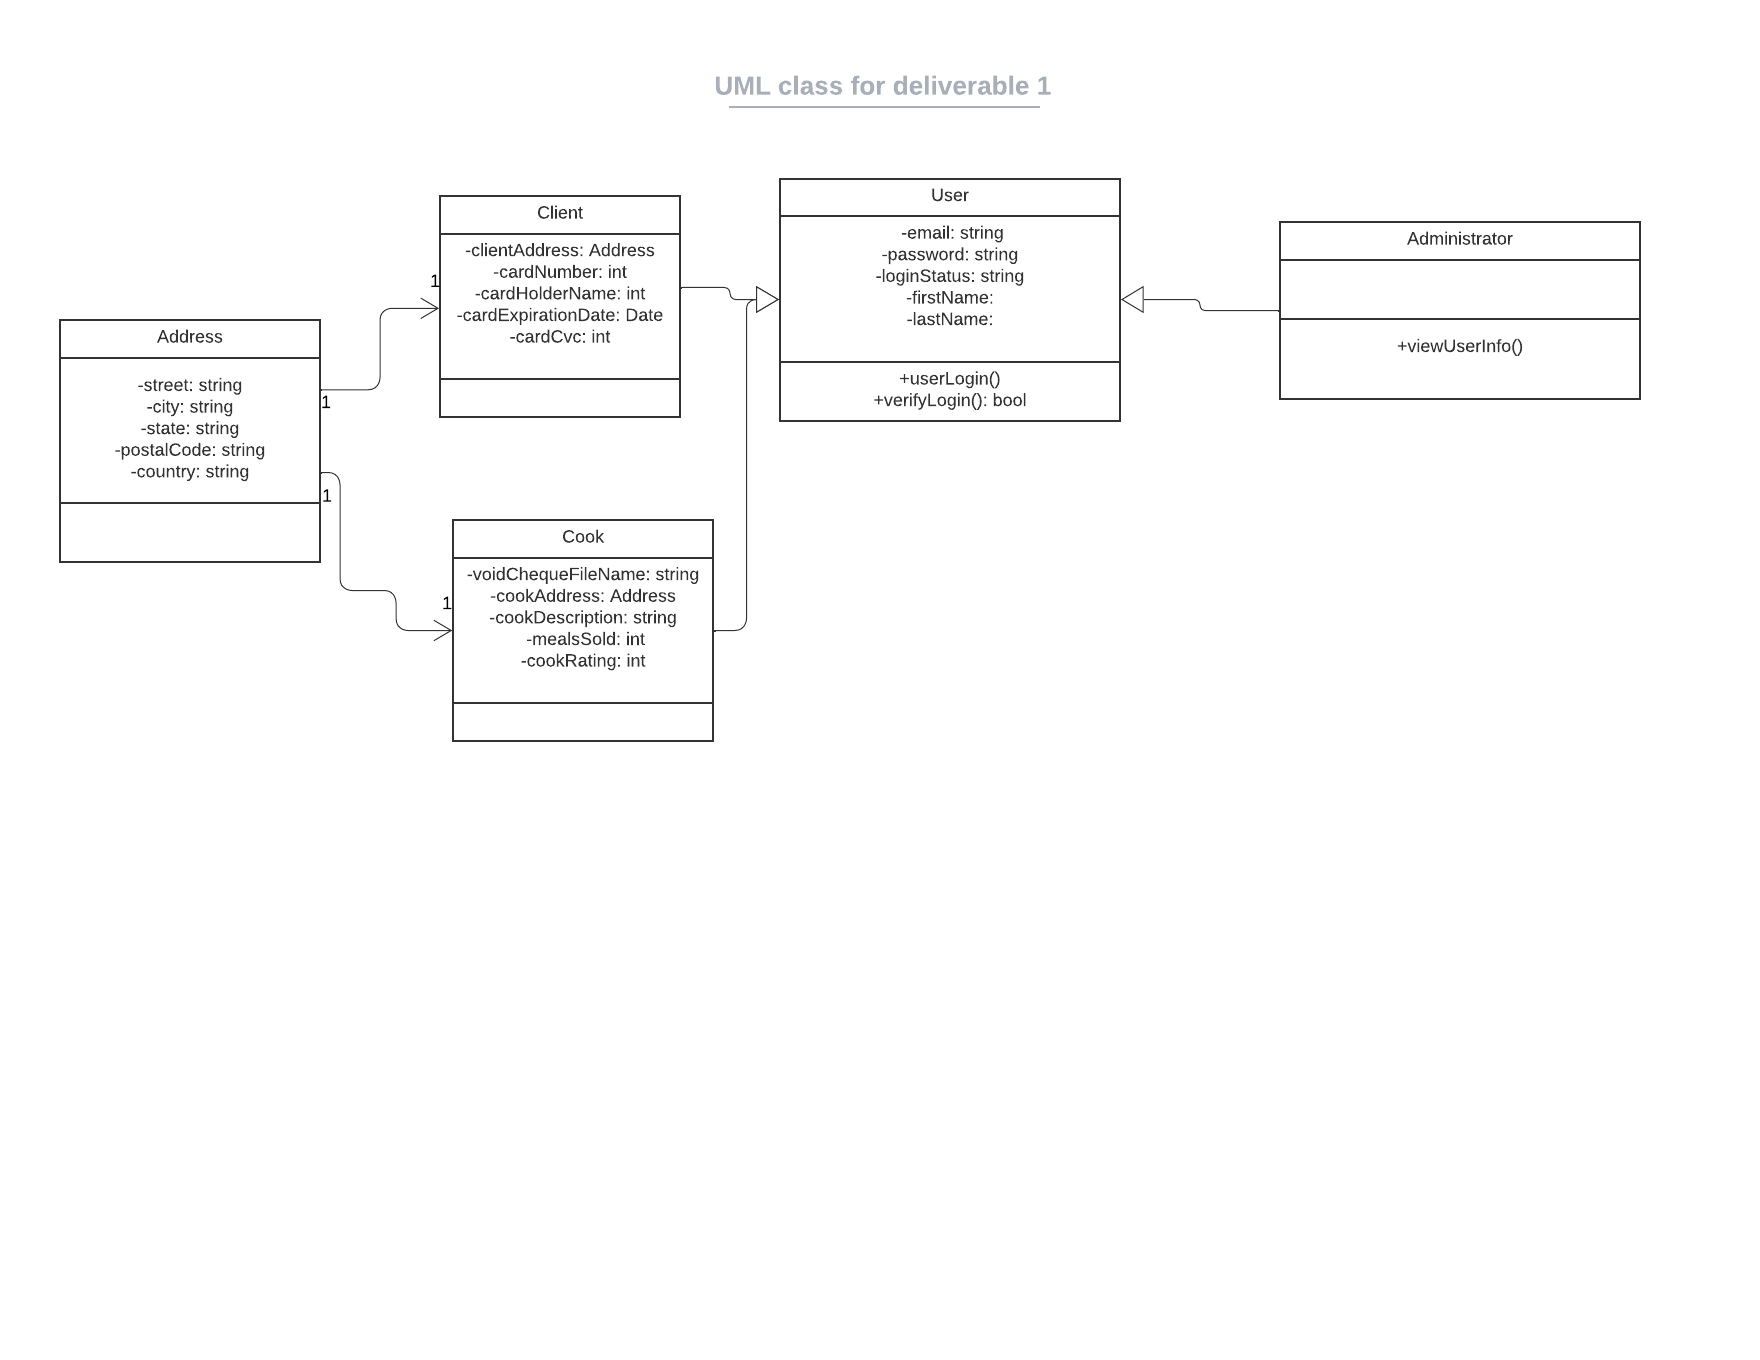 UML class for deliverable 1
Address
-street: string
-city: string
-state: string
-postalCode: string
-country: string
1
1
1
1
Client
-clientAddress: Address
-cardNumber: int
-cardHolderName: int
-cardExpirationDate: Date
-cardCvc: int
Cook
-voidChequeFileName: string
-cookAddress: Address
-cookDescription: string
-mealsSold: int
-cookRating: int
User
-email: string
-password: string
-loginStatus: string
-firstName:
-lastName:
+userLogin()
+verifyLogin(): bool
Administrator
+viewUserInfo()